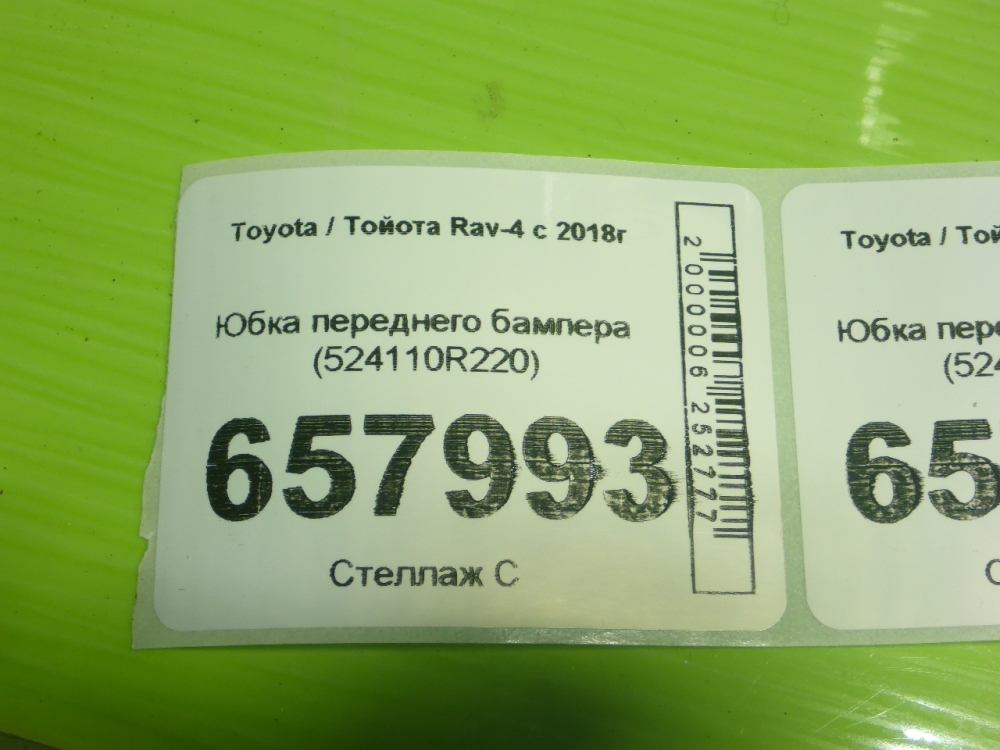 Toyota / Тойота Rav-4 с 2018г
Юбка переднего бампера
(524110R220)
657993
Стеллаж С
2000006252777
Toyota / Той
Юбка пере
(524
65
С